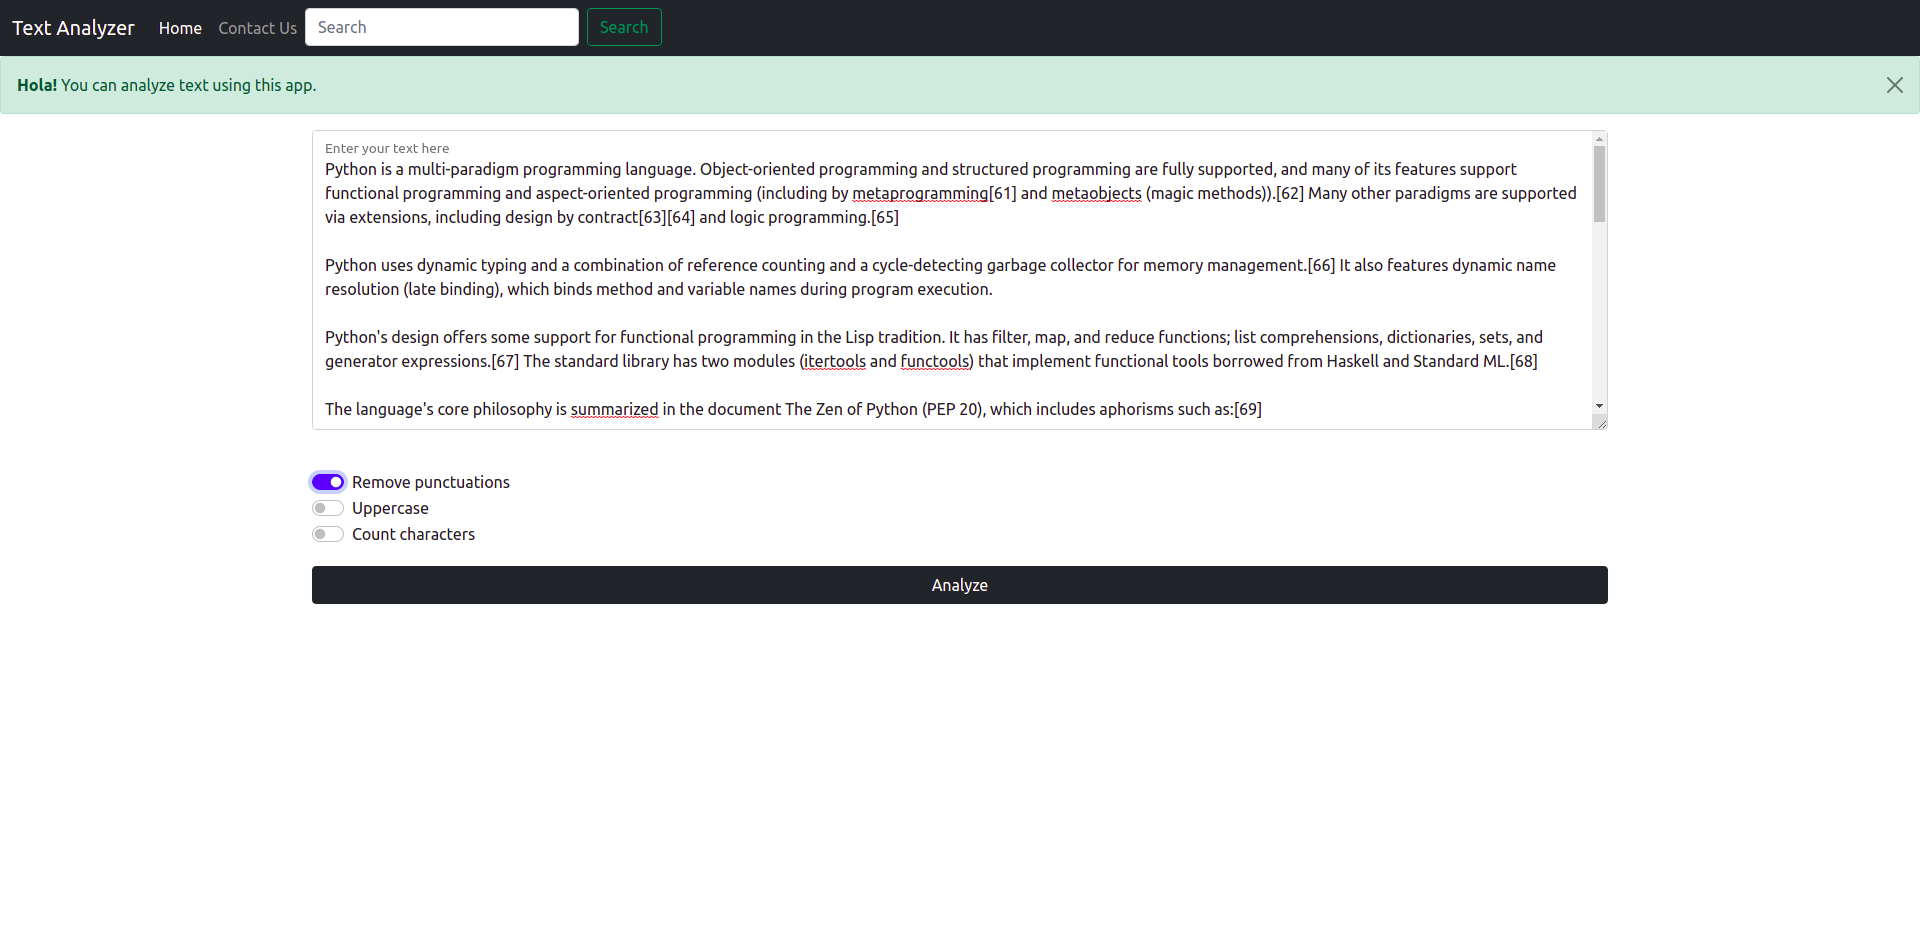 Text Analyzer Home Contact Us Search Search
Hola! You can analyze text using this app.
Enter your text here
Python is a multi-paradigm programming language. Object-oriented programming and structured programming are fully supported, and many of its features support
functional programming and aspect-oriented programming (including by metaprogramming[61] and metaobjects (magic methods)).[62] Many other paradigms are supported
via extensions, including design by contract[63][64] and logic programming.[65]
Python uses dynamic typing and a combination of reference counting and a cycle-detecting garbage collector for memory management.[66] It also features dynamic name
resolution (late binding), which binds method and variable names during program execution.
Python's design offers some support for functional programming in the Lisp tradition. It has filter, map, and reduce functions; list comprehensions, dictionaries, sets, and
generator expressions.[67] The standard library has two modules (itertools and functools) that implement functional tools borrowed from Haskell and Standard ML.[68]
The language's core philosophy is summarized in the document The Zen of Python (PEP 20), which includes aphorisms such as:[69]
Remove punctuations
Uppercase
Count characters
Analyze